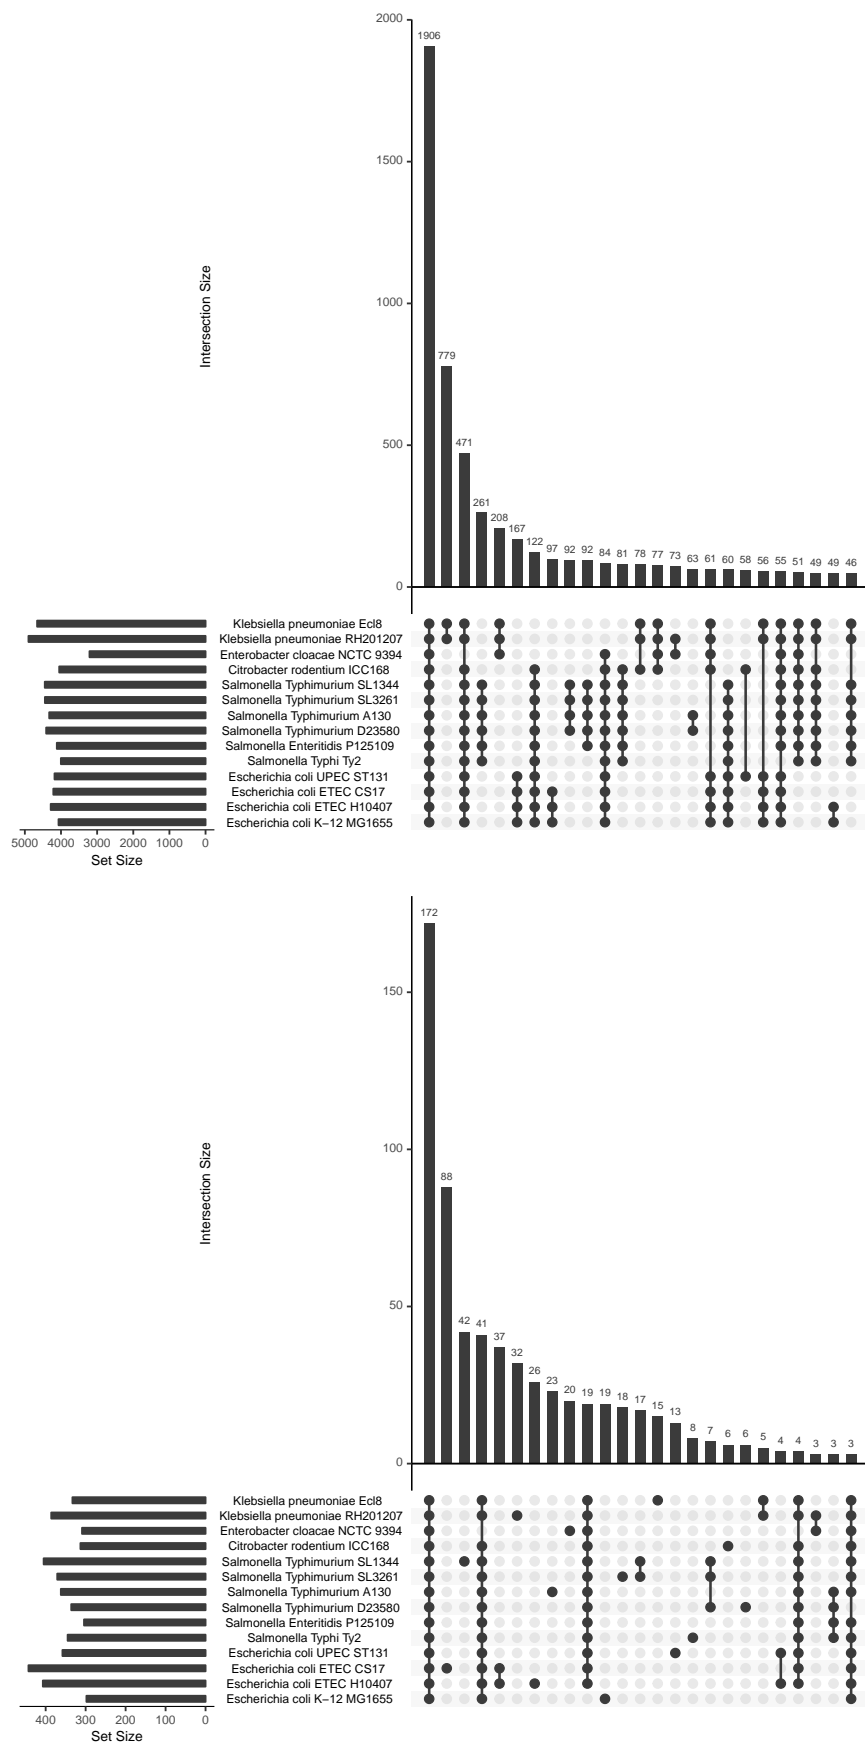 2000
1906
1500
Intersection Size
1000
779
500
471
261
208
167
122 97 92 92 84 81 78 77 73 63 61 60 58 56 55 51 49 49 46
0
Klebsiella pneumoniae Ecl8
Klebsiella pneumoniae RH201207
Enterobacter cloacae NCTC 9394
Citrobacter rodentium ICC168
Salmonella Typhimurium SL1344
Salmonella Typhimurium SL3261
Salmonella Typhimurium A130
Salmonella Typhimurium D23580
Salmonella Enteritidis P125109
Salmonella Typhi Ty2
Escherichia coli UPEC ST131
Escherichia coli ETEC CS17
Escherichia coli ETEC H10407
Escherichia coli K−12 MG1655
5000 4000 3000 2000 1000 0
Set Size
172
150
Intersection Size
100
88
50
42 41 37 32 26 23 20 19 19 18 17 15 13 8 7 6 6 5 4 4 3 3 3
0
Klebsiella pneumoniae Ecl8
Klebsiella pneumoniae RH201207
Enterobacter cloacae NCTC 9394
Citrobacter rodentium ICC168
Salmonella Typhimurium SL1344
Salmonella Typhimurium SL3261
Salmonella Typhimurium A130
Salmonella Typhimurium D23580
Salmonella Enteritidis P125109
Salmonella Typhi Ty2
Escherichia coli UPEC ST131
Escherichia coli ETEC CS17
Escherichia coli ETEC H10407
Escherichia coli K−12 MG1655
400 300 200 100 0
Set Size